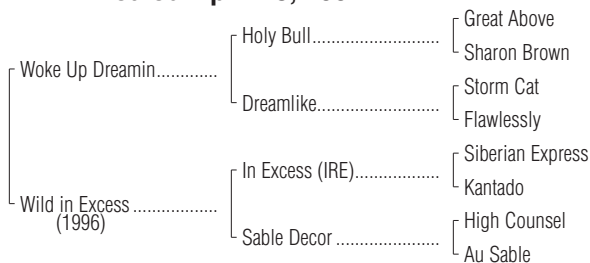 Great Above
Holy Bull..............................
Sharon Brown
Woke Up Dreamin.............
Storm Cat
Dreamlike.............................
Flawlessly
Siberian Express
In Excess (IRE)....................
Kantado
Wild in Excess ..................
(1996)
High Counsel
Sable Decor ........................
Au Sable